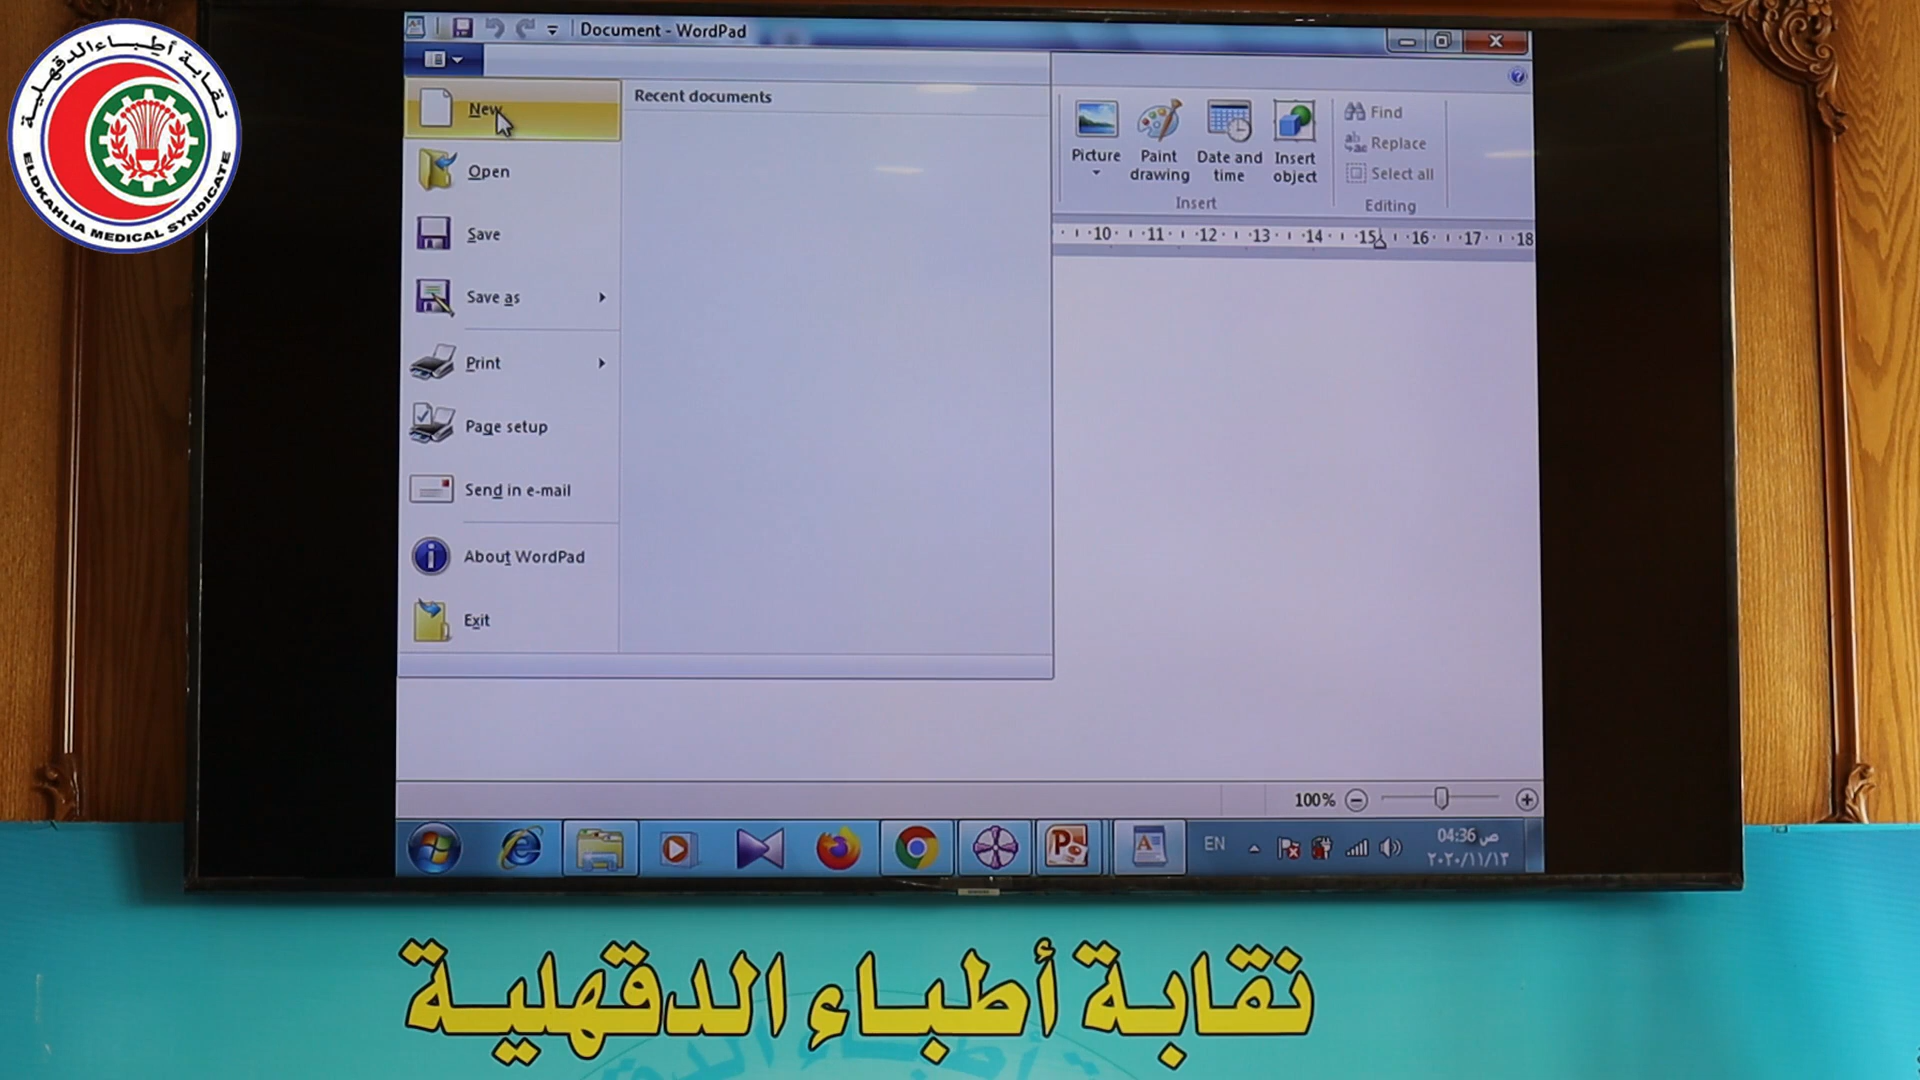 نقابة أطباء الدقهلية
ELDKAHLIA MEDICAL SYNDICATE
Document - WordPad
New
Recent documents
Open
Save
Save as
Print
Page setup
Send in e-mail
About WordPad
Exit
Picture
Paint drawing
Date and time
Insert object
Insert
Find
Replace
Select all
Editing
10 11 12 13 14 15 16 17 18
100%
EN
04:36 ص
٢٠٢٠/١١/١٣
نقابة أطباء الدقهلية